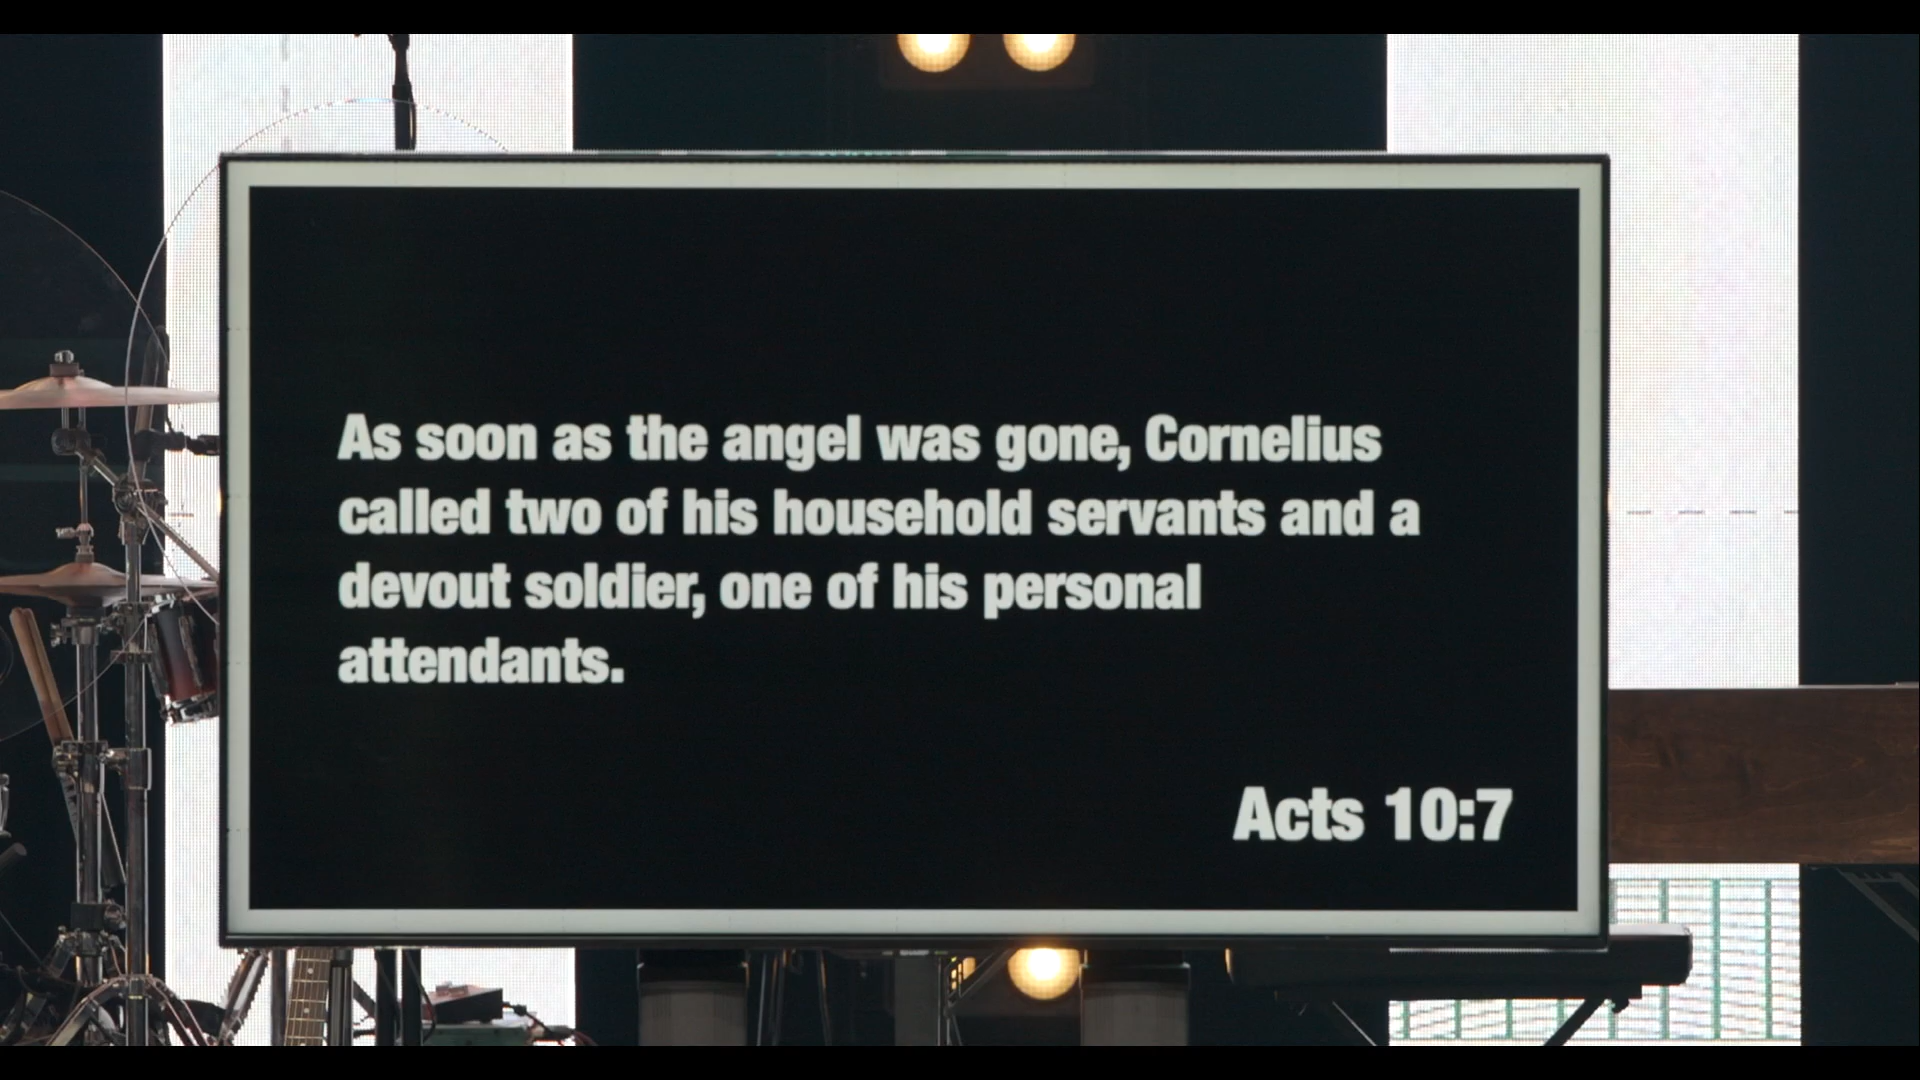 As soon as the angel was gone, Cornelius
called two of his household servants and a
devout soldier, one of his personal
attendants.
Acts 10:7